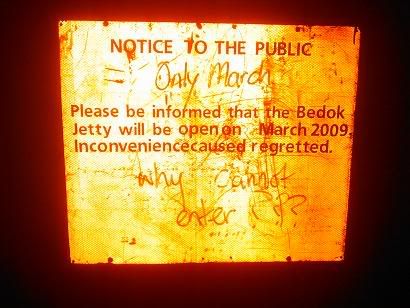 NOTICE TO THE PUBLIC
Only March
Please be informed that the Bedok
Jetty will be open on March 2009,
Inconveniencecaused regretted.
why cannot
enter